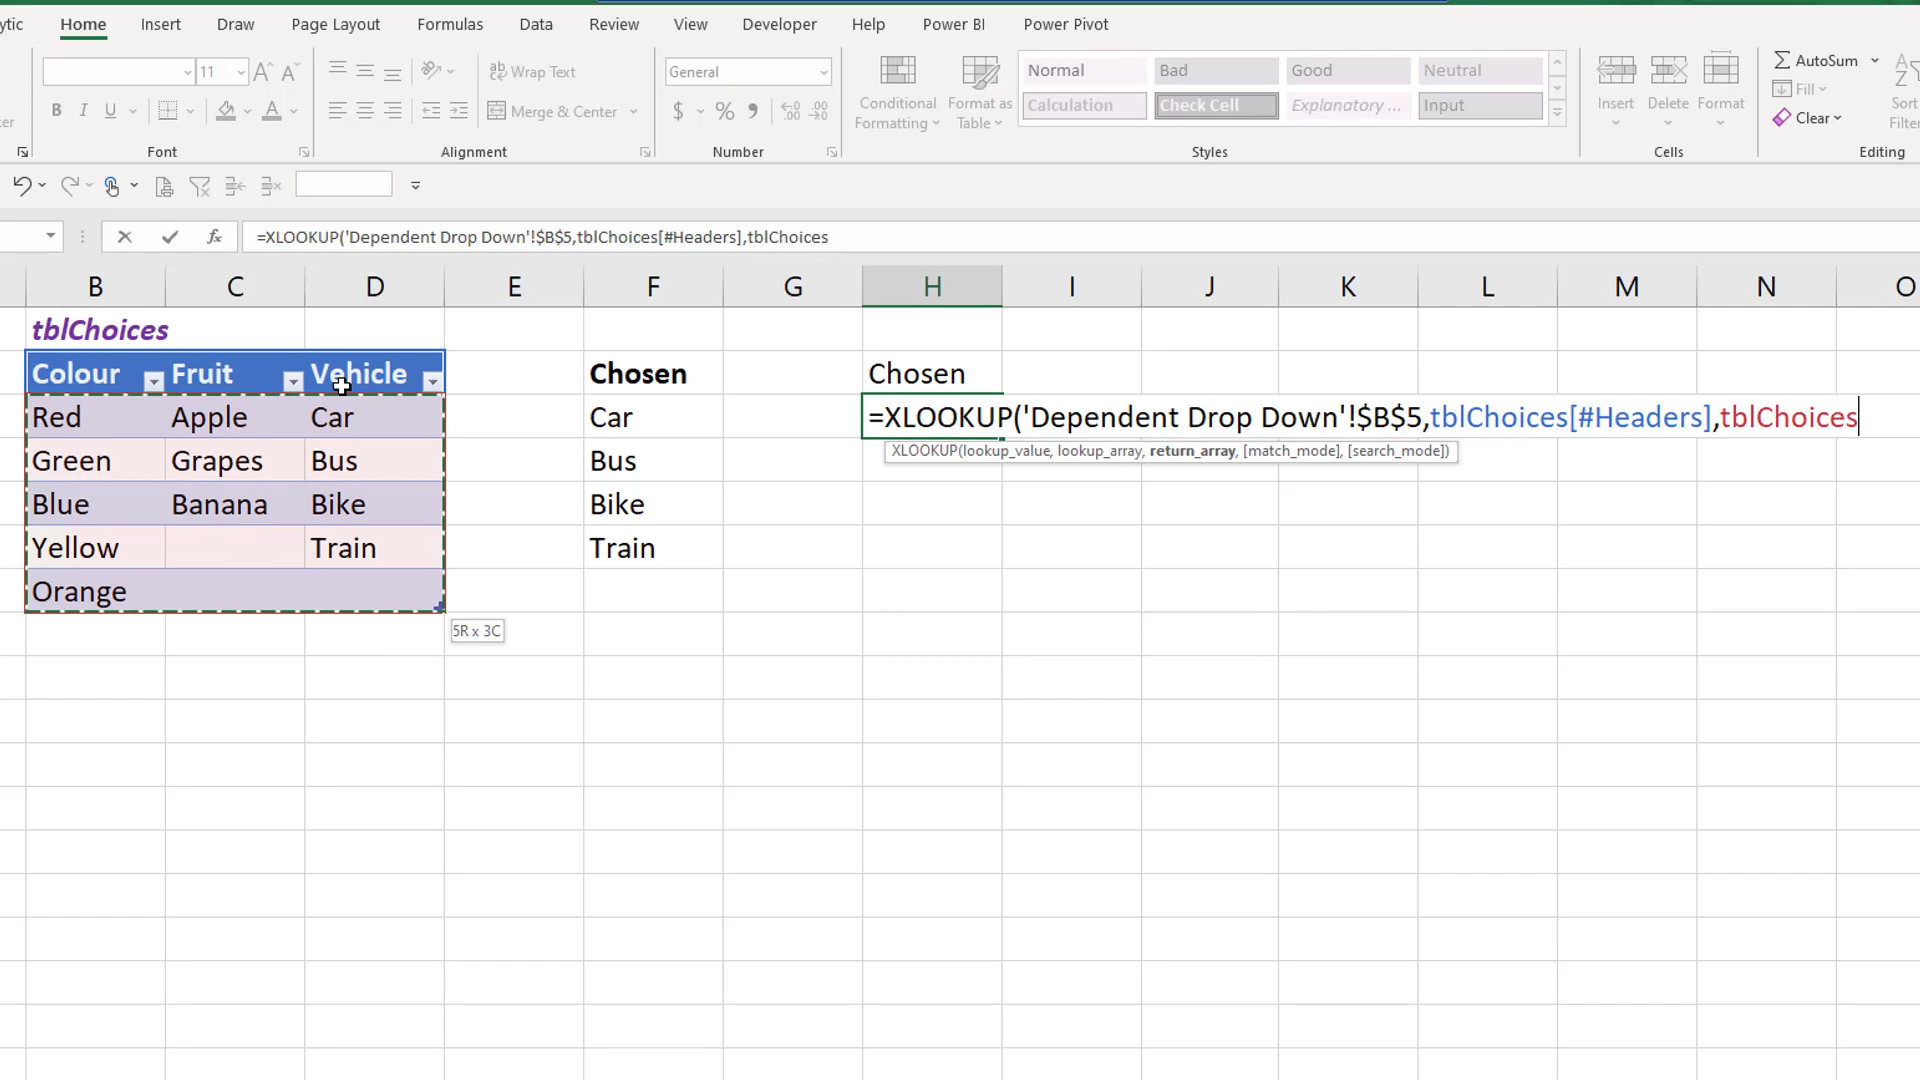 ytic Home Insert Draw Page Layout Formulas Data Review View Developer Help Power BI Power Pivot
11 Wrap Text General Normal Bad Good Neutral AutoSum
B I U Merge & Center $ % Conditional Formatting Format as Table Calculation Check Cell Explanatory ... Input Insert Delete Format Fill Clear Sort Filter
Font Alignment Number Styles Cells Editing
fx =XLOOKUP('Dependent Drop Down'!$B$5,tblChoices[#Headers],tblChoices
B C D E F G H I J K L M N O
tblChoices
Colour Fruit Vehicle Chosen Chosen
Red Apple Car Car =XLOOKUP('Dependent Drop Down'!$B$5,tblChoices[#Headers],tblChoices
XLOOKUP(lookup_value, lookup_array, return_array, [match_mode], [search_mode])
Green Grapes Bus Bus
Blue Banana Bike Bike
Yellow Train Train
Orange
5R x 3C